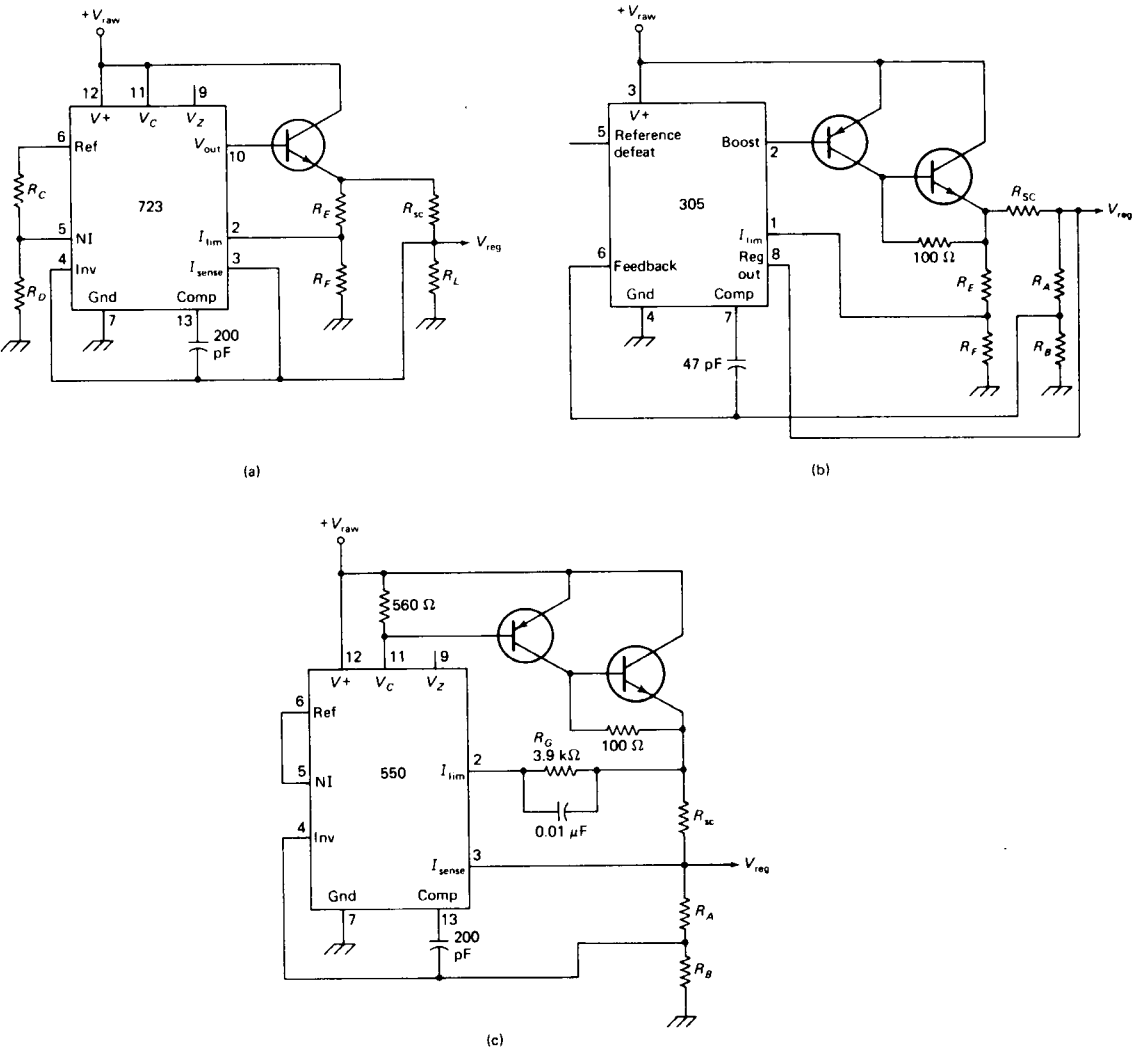 + V_raw
12
11
9
V+
V_C
V_Z
6
Ref
V_out
10
R_C
723
R_E
R_sc
5
NI
I_lim
2
V_reg
4
Inv
I_sense
3
R_D
R_F
R_L
Gnd
Comp
7
13
200
pF
(a)
+ V_raw
3
V+
5
Reference
defeat
Boost
2
305
R_SC
V_reg
I_lim
1
100 Ω
6
Feedback
Reg
out
8
R_E
R_A
Gnd
Comp
4
7
R_F
R_B
47 pF
(b)
+ V_raw
560 Ω
12
11
9
V+
V_C
V_Z
6
Ref
100 Ω
R_G
3.9 kΩ
5
NI
550
I_lim
2
0.01 μF
R_sc
4
Inv
I_sense
3
V_reg
Gnd
Comp
R_A
7
13
200
pF
R_B
(c)